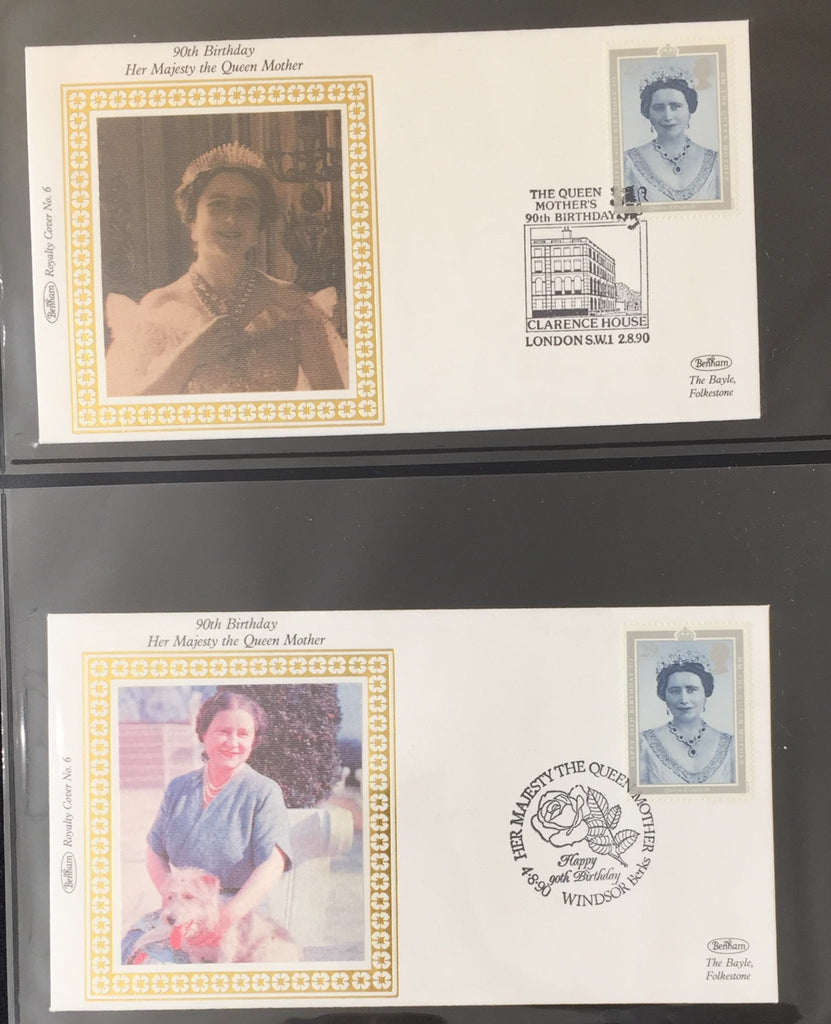 90th Birthday
Her Majesty the Queen Mother
29
Benham Royalty Cover No. 6
THE QUEEN
MOTHER'S
90th BIRTHDAY
CLARENCE HOUSE
LONDON S.W.1 2.8.90
Benham
The Bayle,
Folkestone
90th Birthday
Her Majesty the Queen Mother
29
Queen Elizabeth
Benham Royalty Cover No. 6
HER MAJESTY THE QUEEN MOTHER
Happy
90th Birthday
4·8·90 WINDSOR Berks
Benham
The Bayle,
Folkestone